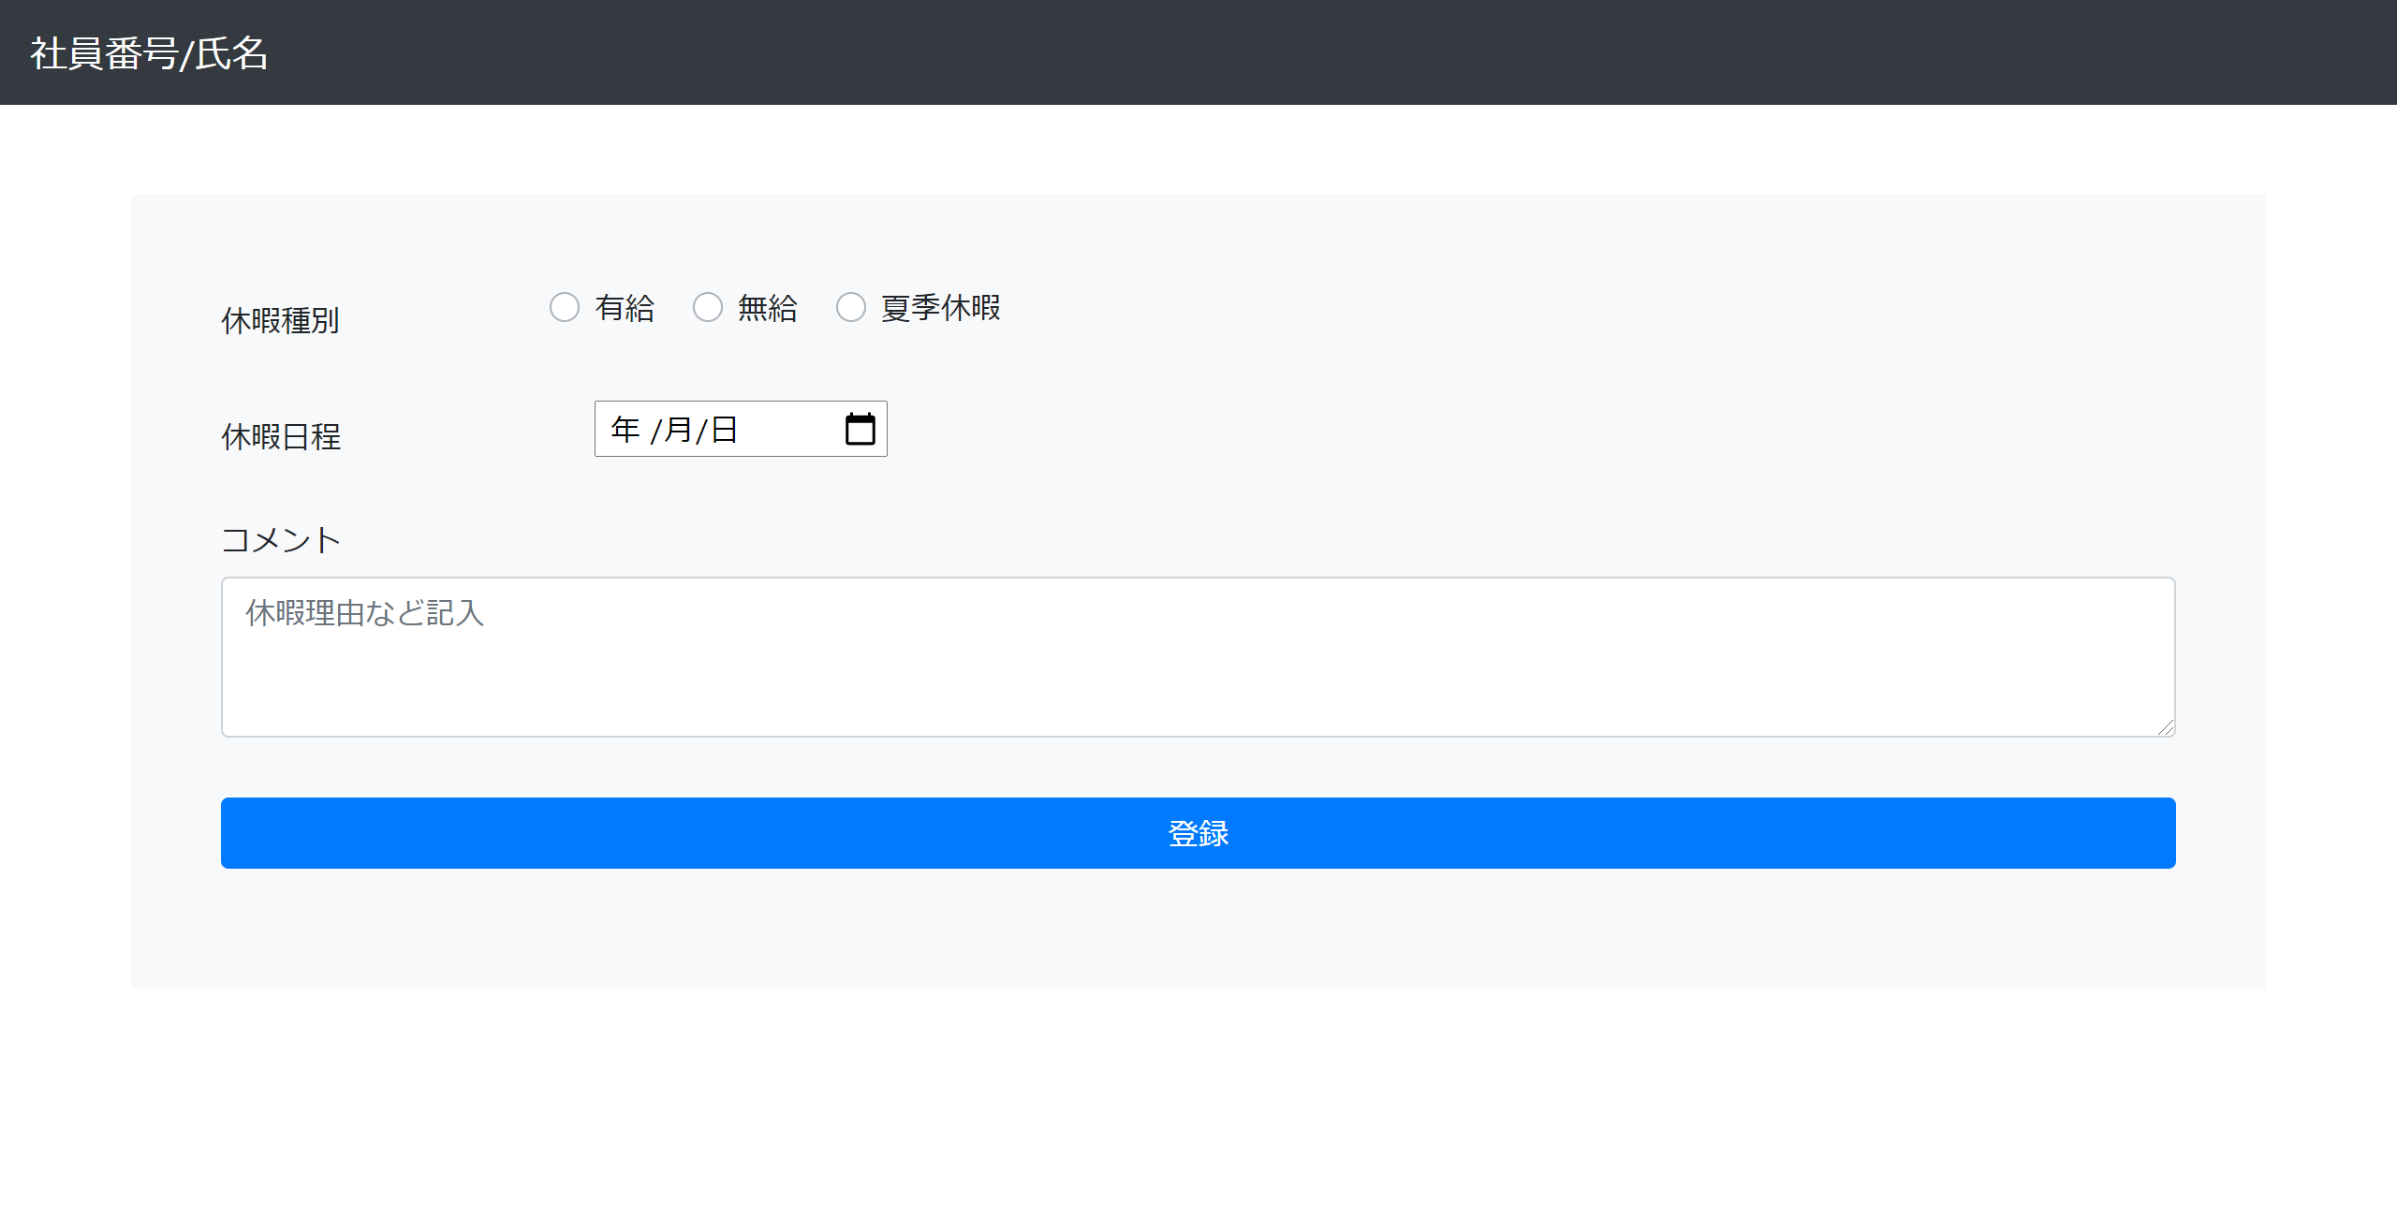 社員番号/氏名
休暇種別 有給 無給 夏季休暇
休暇日程 年 /月/日
コメント
休暇理由など記入
登録